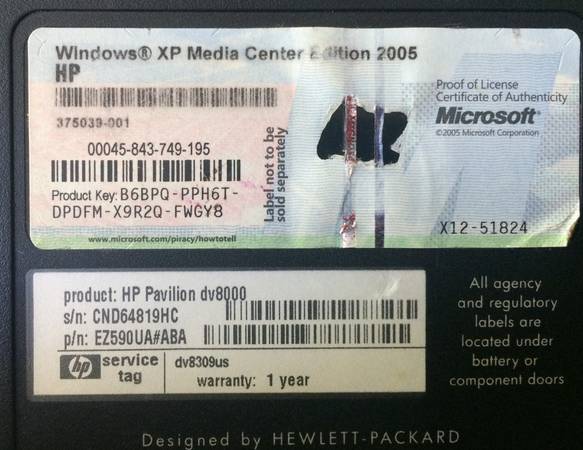 Windows® XP Media Center Edition 2005
HP
375039-001
00045-843-749-195
Product Key: B6BPQ-PPH6T-
DPDFM-X9R2Q-FWGY8
www.microsoft.com/piracy/howtotell
Label not to be
sold separately
Proof of License
Certificate of Authenticity
Microsoft®
©2005 Microsoft Corporation
X12-51824
product: HP Pavilion dv8000
s/n: CND64819HC
p/n: EZ590UA#ABA
hp service
tag
dv8309us
warranty: 1 year
All agency
and regulatory
labels are
located under
battery or
component doors
Designed by HEWLETT-PACKARD